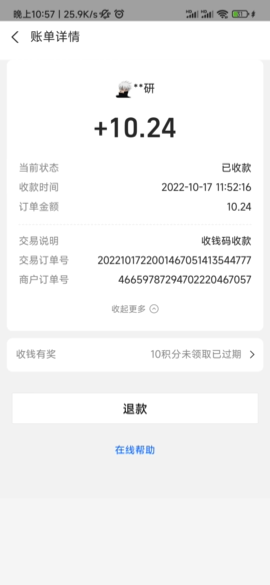 晚上10:57 | 25.9K/s
账单详情
**研
+10.24
当前状态 已收款
收款时间 2022-10-17 11:52:16
订单金额 10.24
交易说明 收钱码收款
交易订单号 2022101722001467051413544777
商户订单号 46659787294702220467057
收起更多
收钱有奖 10积分未领取已过期
退款
在线帮助